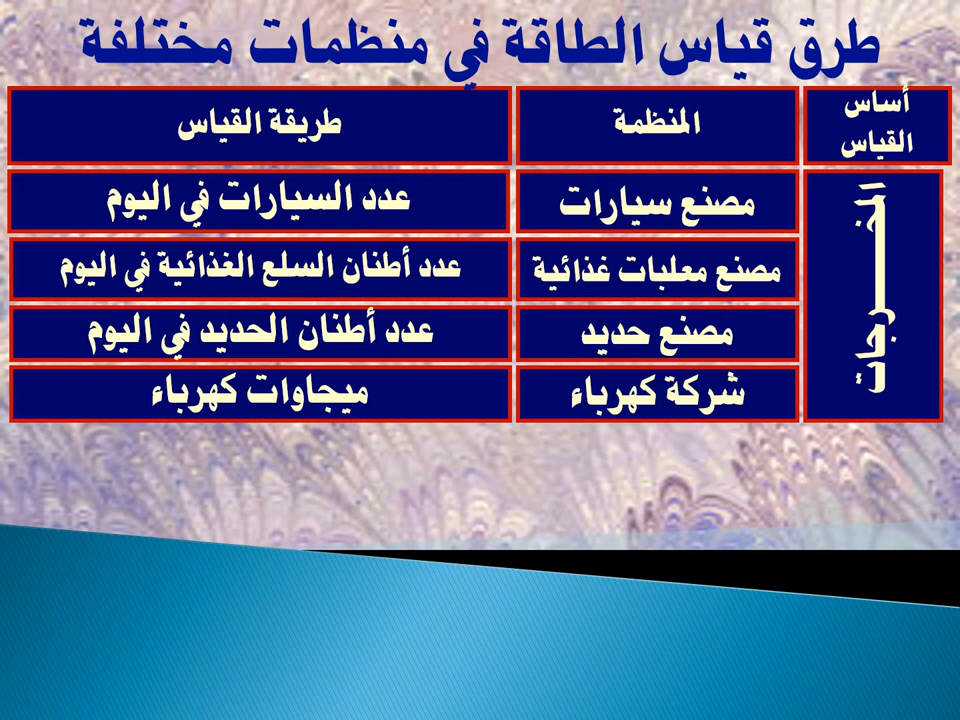 طرق قياس الطاقة في منظمات مختلفة
أساس
القياس
المنظمة
طريقة القياس
المخـــرجات
مصنع سيارات
عدد السيارات في اليوم
مصنع معلبات غذائية
عدد أطنان السلع الغذائية في اليوم
مصنع حديد
عدد أطنان الحديد في اليوم
شركة كهرباء
ميجاوات كهرباء